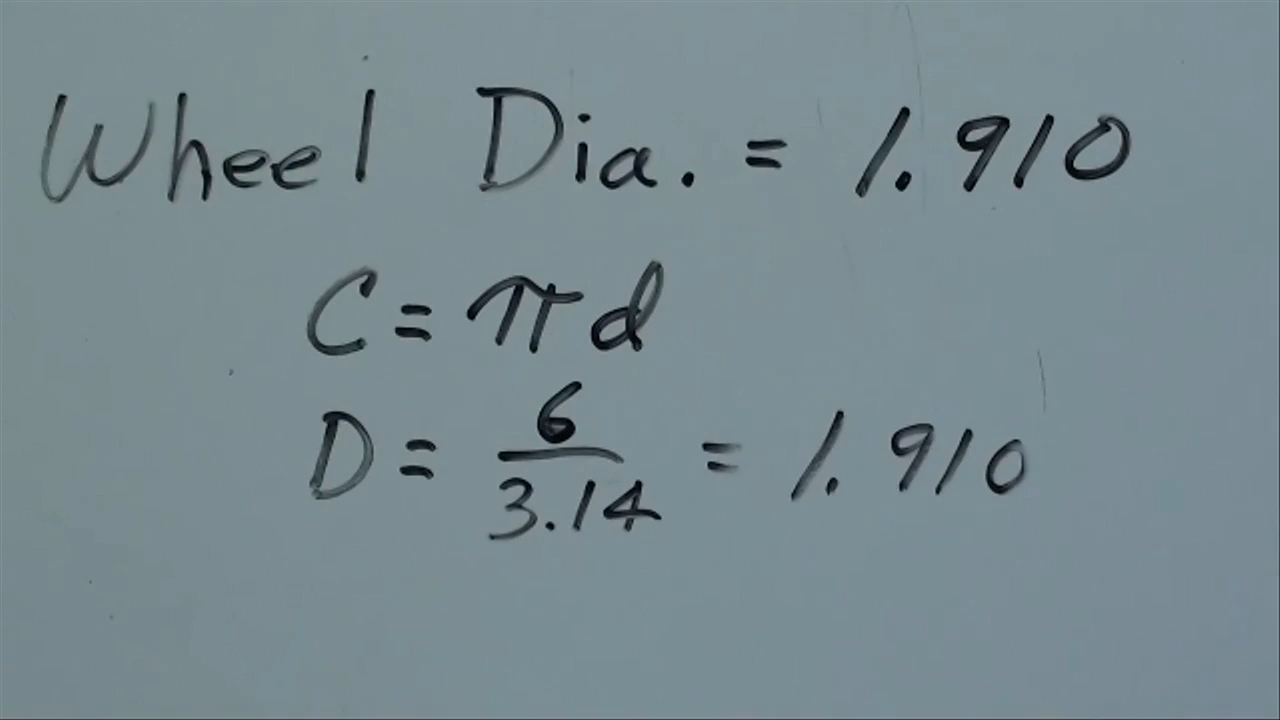 Wheel Dia. = 1.910
C = πd
D = 6/3.14 = 1.910